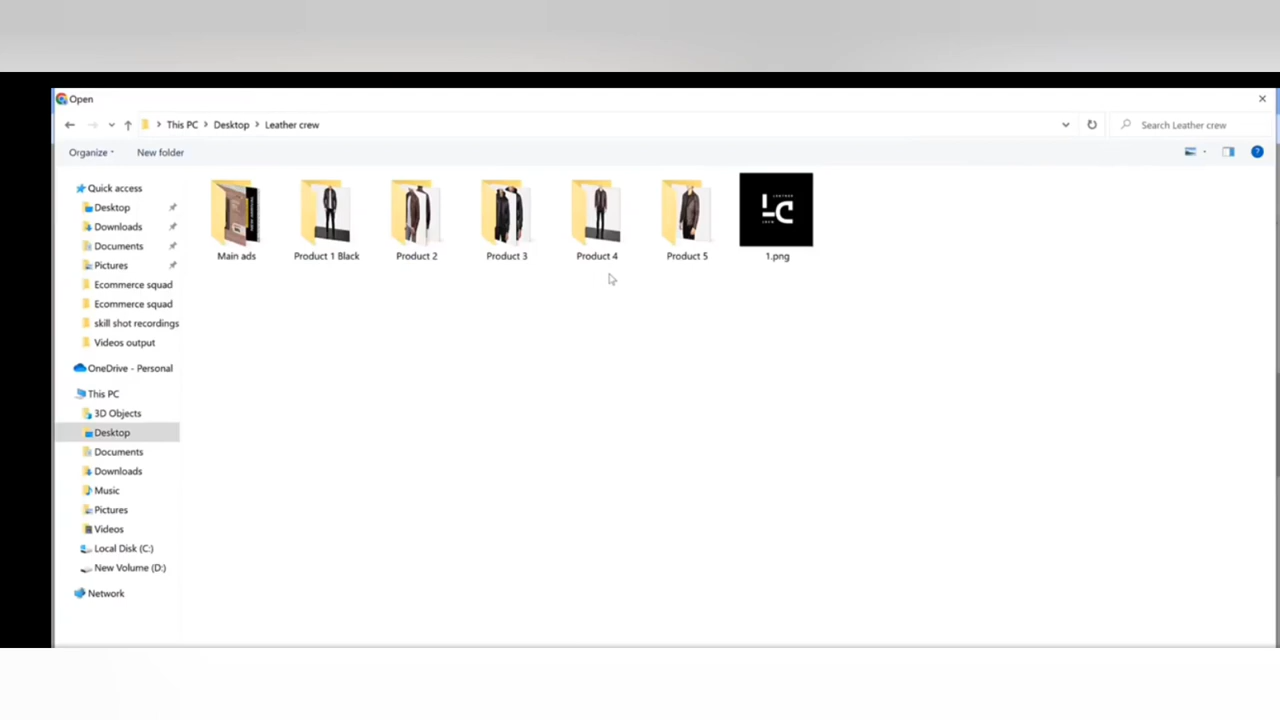 Open
This PC > Desktop > Leather crew
Search Leather crew
Organize
New folder
Quick access
Desktop
Downloads
Documents
Pictures
Ecommerce squad
Ecommerce squad
skill shot recordings
Videos output
OneDrive - Personal
This PC
3D Objects
Desktop
Documents
Downloads
Music
Pictures
Videos
Local Disk (C:)
New Volume (D:)
Network
LEATHER
LC
CREW
Main ads
Product 1 Black
Product 2
Product 3
Product 4
Product 5
1.png